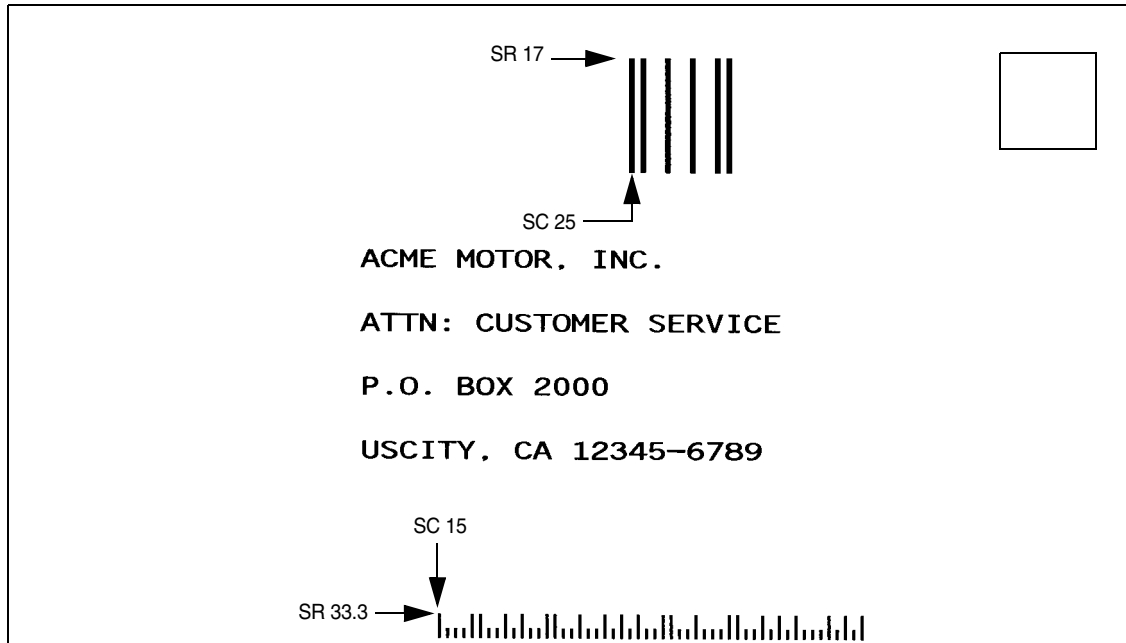 SR 17
SC 25
ACME MOTOR, INC.
ATTN: CUSTOMER SERVICE
P.O. BOX 2000
USCITY, CA 12345-6789
SC 15
SR 33.3